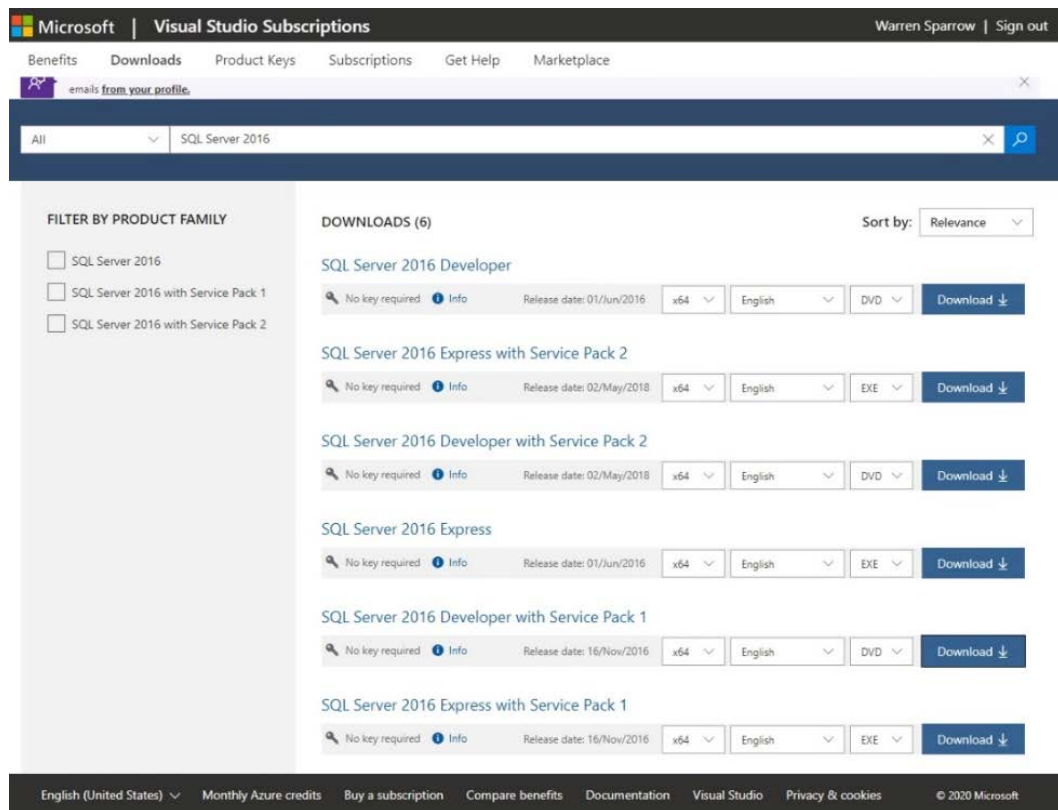 Microsoft | Visual Studio Subscriptions Warren Sparrow | Sign out
Benefits Downloads Product Keys Subscriptions Get Help Marketplace
emails from your profile.
All SQL Server 2016
FILTER BY PRODUCT FAMILY
SQL Server 2016
SQL Server 2016 with Service Pack 1
SQL Server 2016 with Service Pack 2
DOWNLOADS (6) Sort by: Relevance
SQL Server 2016 Developer
No key required Info Release date: 01/Jun/2016 x64 English DVD Download
SQL Server 2016 Express with Service Pack 2
No key required Info Release date: 02/May/2018 x64 English EXE Download
SQL Server 2016 Developer with Service Pack 2
No key required Info Release date: 02/May/2018 x64 English DVD Download
SQL Server 2016 Express
No key required Info Release date: 01/Jun/2016 x64 English EXE Download
SQL Server 2016 Developer with Service Pack 1
No key required Info Release date: 16/Nov/2016 x64 English DVD Download
SQL Server 2016 Express with Service Pack 1
No key required Info Release date: 16/Nov/2016 x64 English EXE Download
English (United States) Monthly Azure credits Buy a subscription Compare benefits Documentation Visual Studio Privacy & cookies © 2020 Microsoft